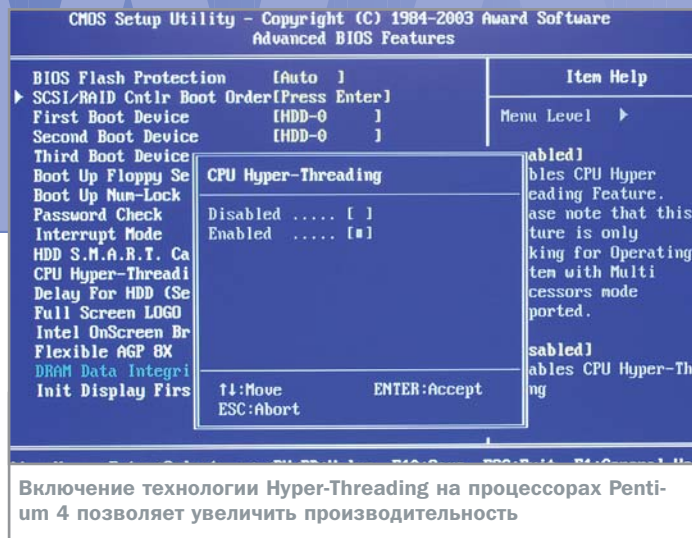 CMOS Setup Utility - Copyright (C) 1984-2003 Award Software
Advanced BIOS Features
BIOS Flash Protection [Auto ]
SCSI/RAID Cntlr Boot Order[Press Enter]
First Boot Device [HDD-0 ]
Second Boot Device [HDD-0 ]
Third Boot Device
Boot Up Floppy Se
Boot Up Num-Lock
Password Check
Interrupt Mode
HDD S.M.A.R.T. Ca
CPU Hyper-Threadi
Delay For HDD (Se
Full Screen LOGO
Intel OnScreen Br
Flexible AGP 8X
DRAM Data Integri
Init Display Firs
CPU Hyper-Threading
Disabled ..... [ ]
Enabled ..... [■]
↑↓:Move ENTER:Accept
ESC:Abort
Item Help
Menu Level ▶
abled]
bles CPU Hyper
eading Feature.
ase note that this
ture is only
king for Operating
tem with Multi
cessors mode
ported.
sabled]
ables CPU Hyper-Th
ng
Включение технологии Hyper-Threading на процессорах Penti-
um 4 позволяет увеличить производительность